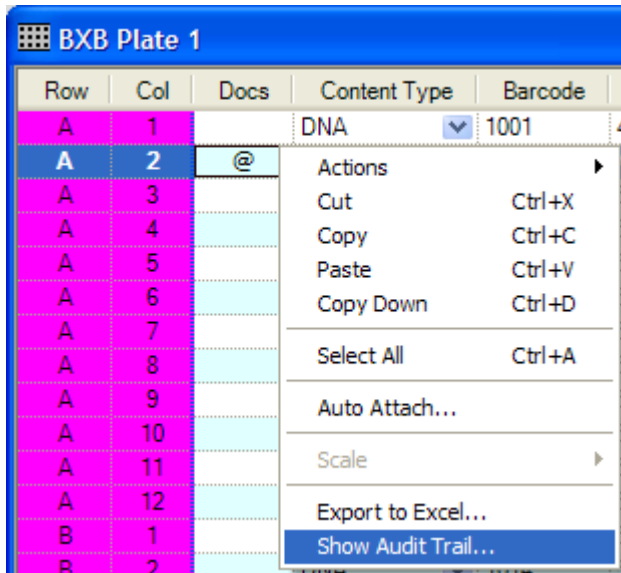 BXB Plate 1
Row Col Docs Content Type Barcode
A 1 DNA 1001
A 2 @ Actions
A 3 Cut Ctrl+X
A 4 Copy Ctrl+C
A 5 Paste Ctrl+V
A 6 Copy Down Ctrl+D
A 7
A 8 Select All Ctrl+A
A 9 Auto Attach...
A 10
A 11 Scale
A 12 Export to Excel...
B 1 Show Audit Trail...
B 2